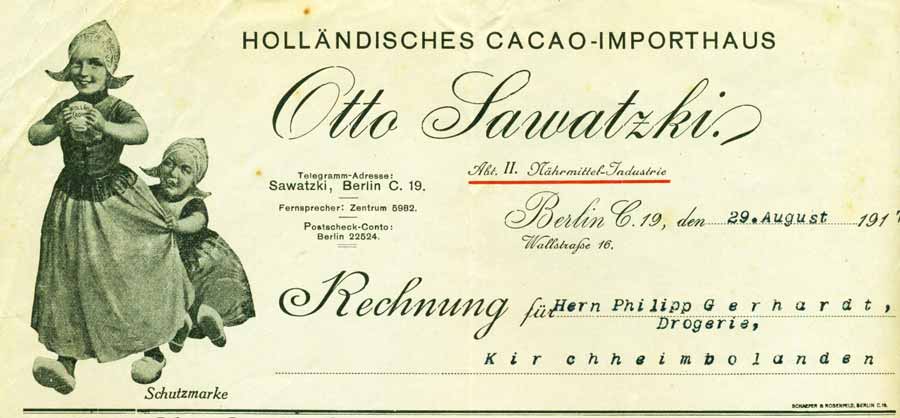 HOLLÄNDISCHES CACAO-IMPORTHAUS
Otto Sawatzki.
Abt. II. Nährmittel-Industrie
Telegramm-Adresse:
Sawatzki, Berlin C. 19.
Fernsprecher: Zentrum 5982.
Postscheck-Conto:
Berlin 22524.
Berlin C. 19, den 29. August 1917
Wallstraße 16.
Rechnung für Herrn Philipp Gerhardt,
Drogerie,
Kirchheimbolanden
Schutzmarke
SCHAEFER & ROSENFELD, BERLIN C. 19.